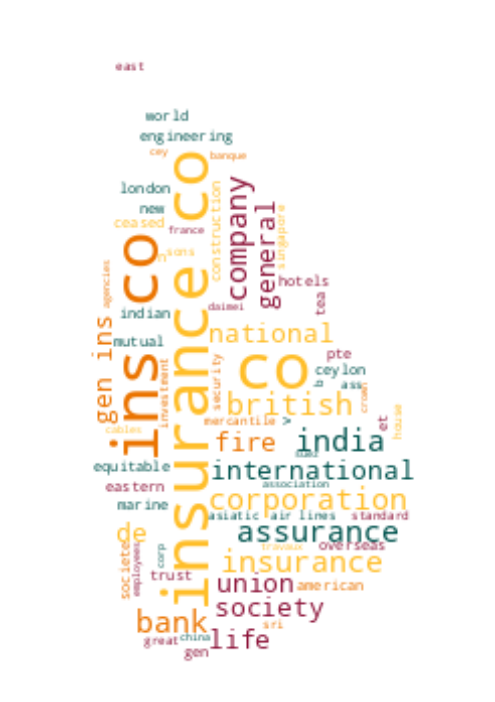 east
world
engineering
cey
banque
insurance co
london
new
ceased
france
construction
company
general
singapore
sons
n
ins co
agencies
hotels
tea
daimei
indian
gen ins
mutual
national
pte
ceylon
ass
co
security
investment
crown
british
mercantile
>
house
et
cables
fire
india
suez
equitable
international
association
eastern
corporation
marine
asiatic
air lines
standard
assurance
overseas
de
corp
societe
employees
travaux
insurance
trust
union
american
society
bank
sri
great
china
life
gen